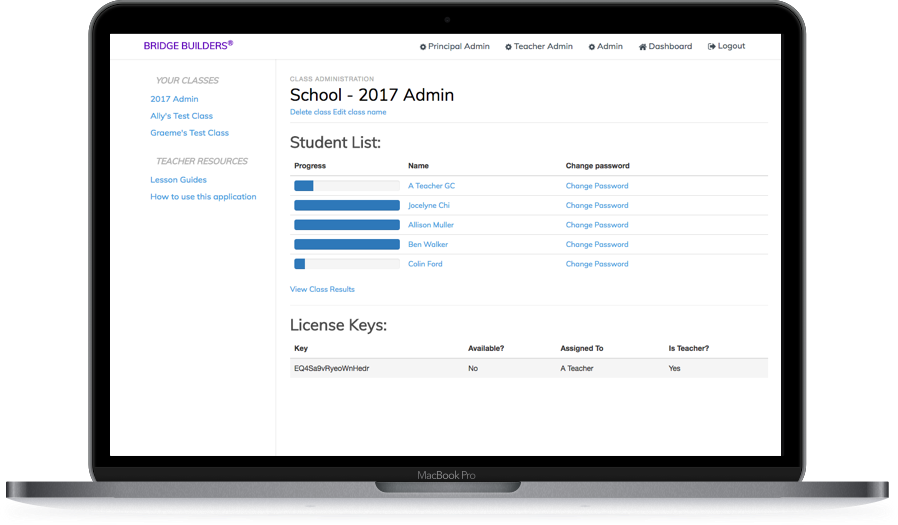 BRIDGE BUILDERS®
Principal Admin Teacher Admin Admin Dashboard Logout
YOUR CLASSES
2017 Admin
Ally's Test Class
Graeme's Test Class
TEACHER RESOURCES
Lesson Guides
How to use this application
CLASS ADMINISTRATION
School - 2017 Admin
Delete class Edit class name
Student List:
Progress Name Change password
A Teacher GC Change Password
Jocelyne Chi Change Password
Allison Muller Change Password
Ben Walker Change Password
Colin Ford Change Password
View Class Results
License Keys:
Key Available? Assigned To Is Teacher?
EQ4Sa9vRyeoWnHedr No A Teacher Yes
MacBook Pro